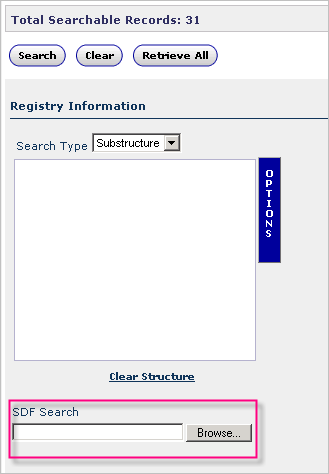 Total Searchable Records: 31
Search Clear Retrieve All
Registry Information
Search Type Substructure
OPTIONS
Clear Structure
SDF Search
Browse...